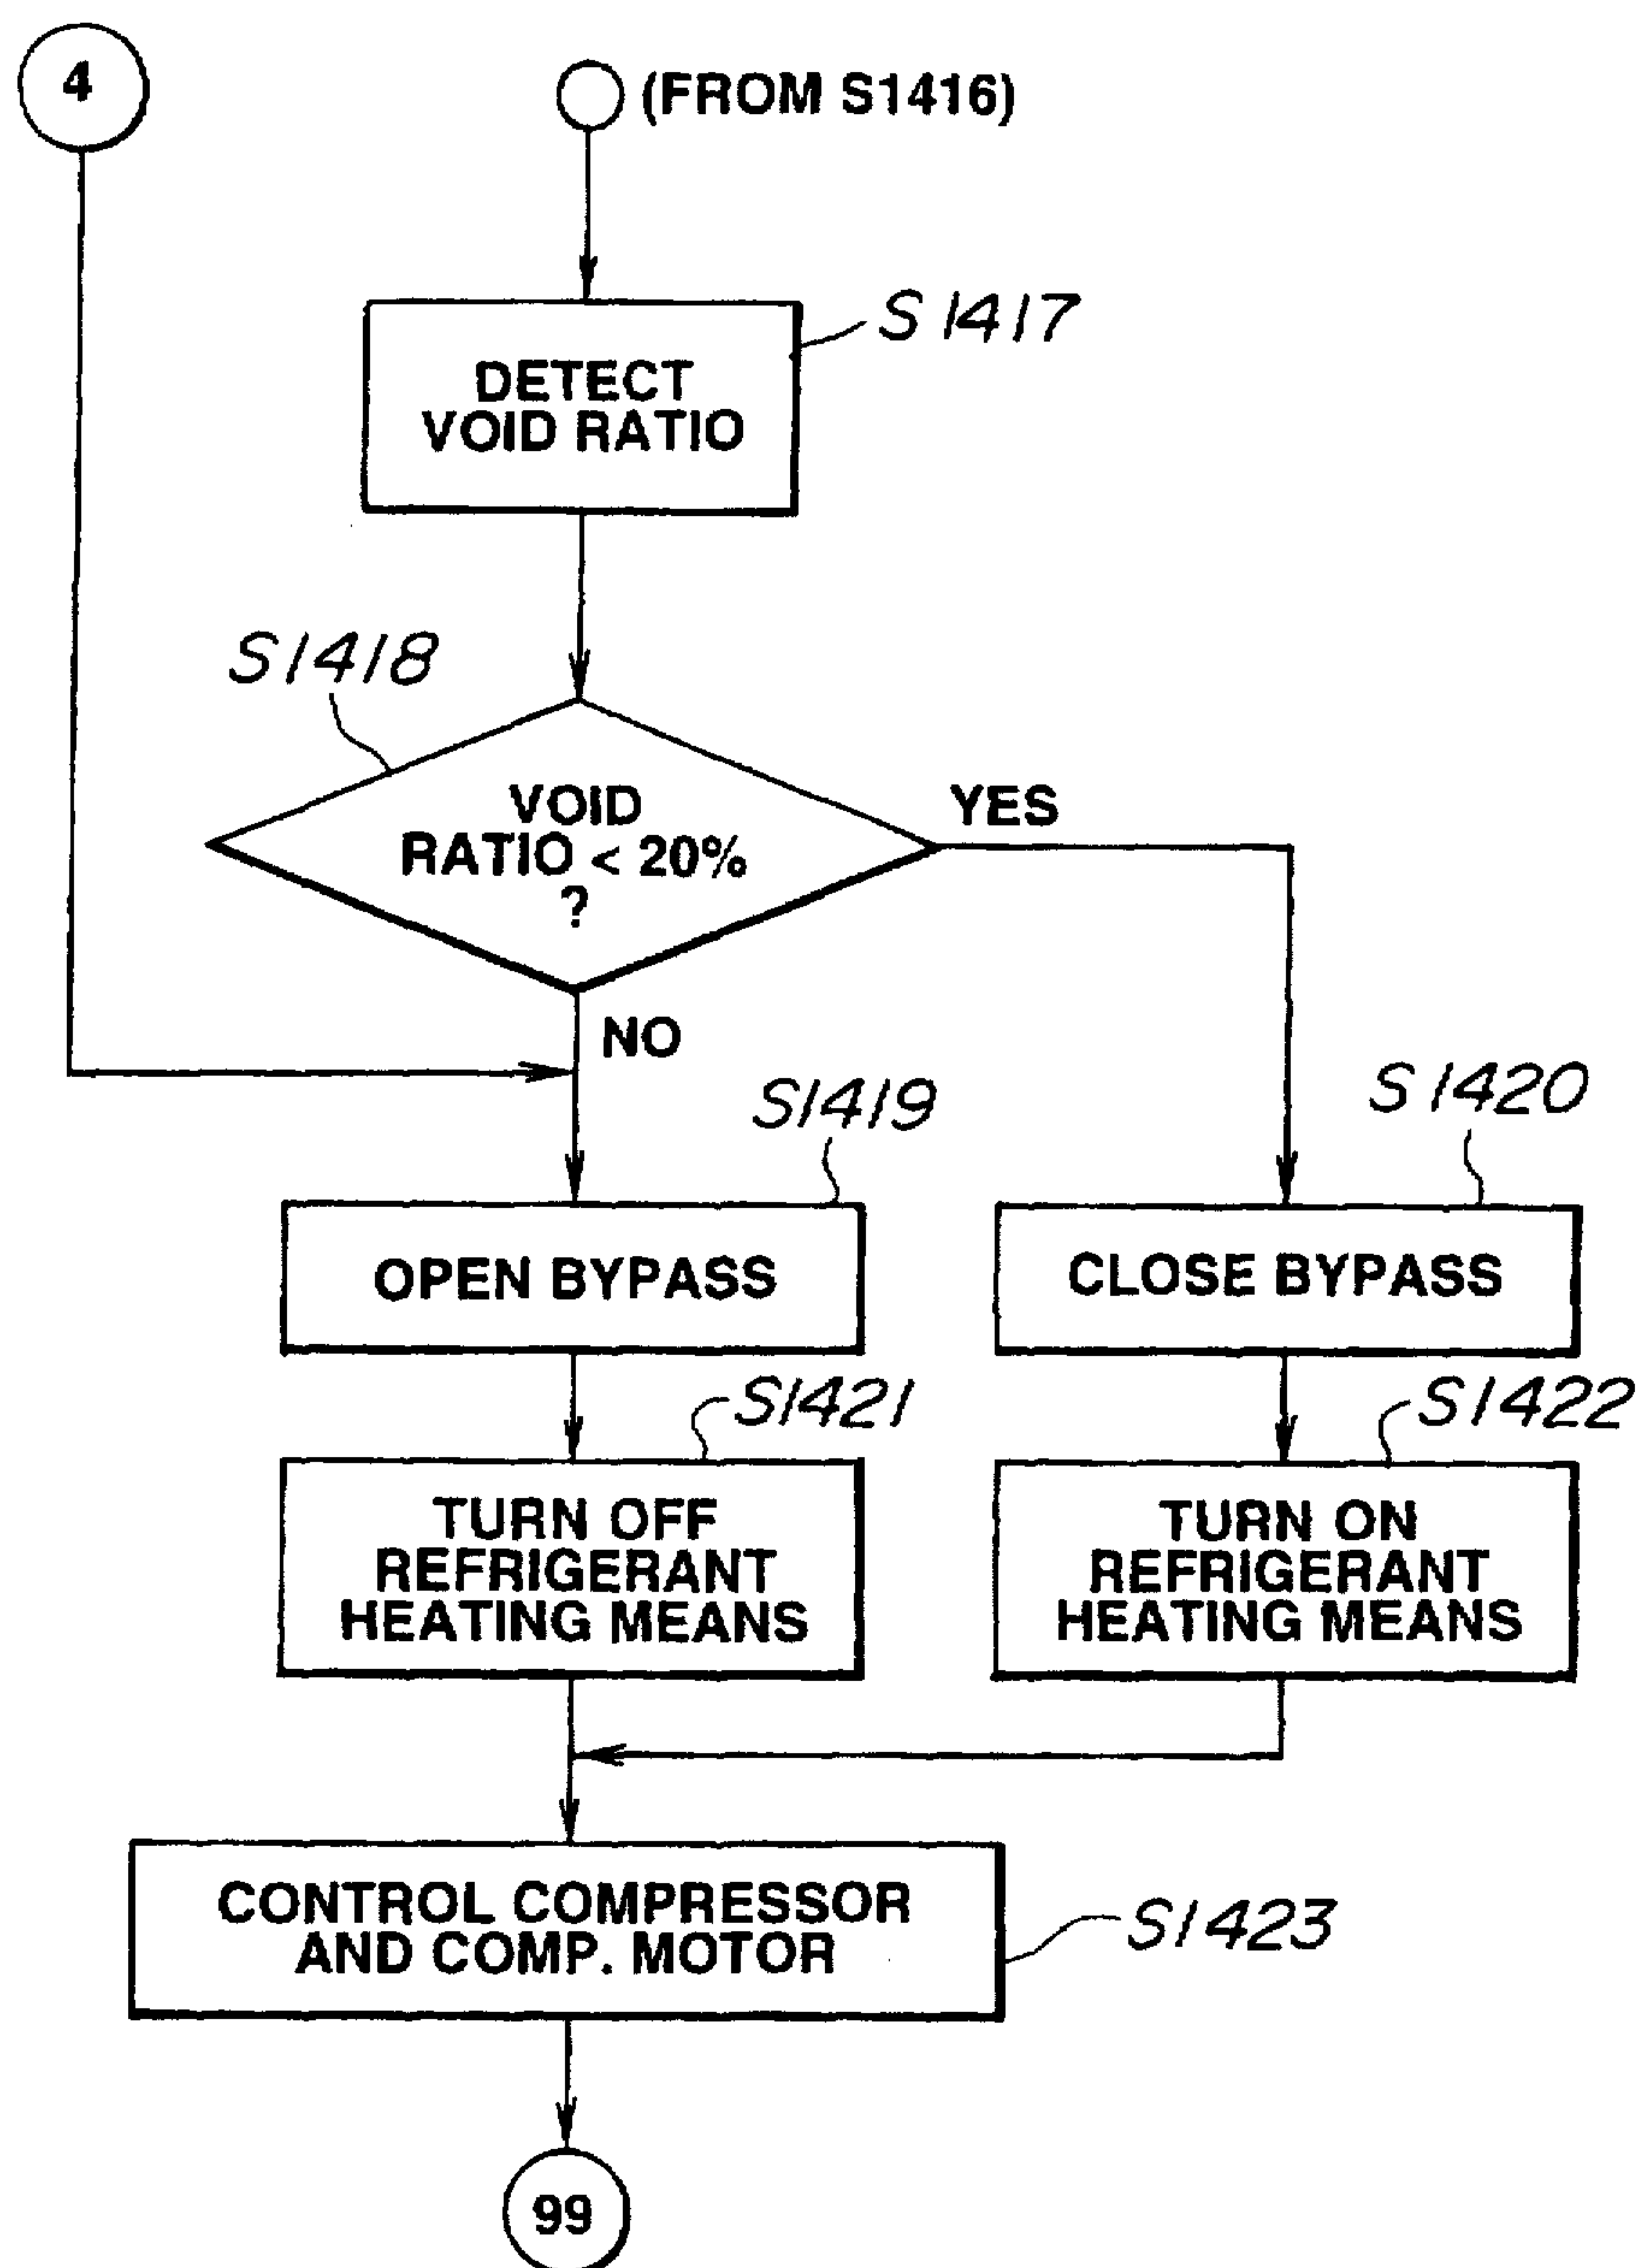 4
(FROM S1416)
S1417
DETECT
VOID RATIO
S1418
VOID
RATIO < 20%
?
YES
NO
S1419
S1420
OPEN BYPASS
CLOSE BYPASS
S1421
S1422
TURN OFF
REFRIGERANT
HEATING MEANS
TURN ON
REFRIGERANT
HEATING MEANS
CONTROL COMPRESSOR
AND COMP. MOTOR
S1423
99